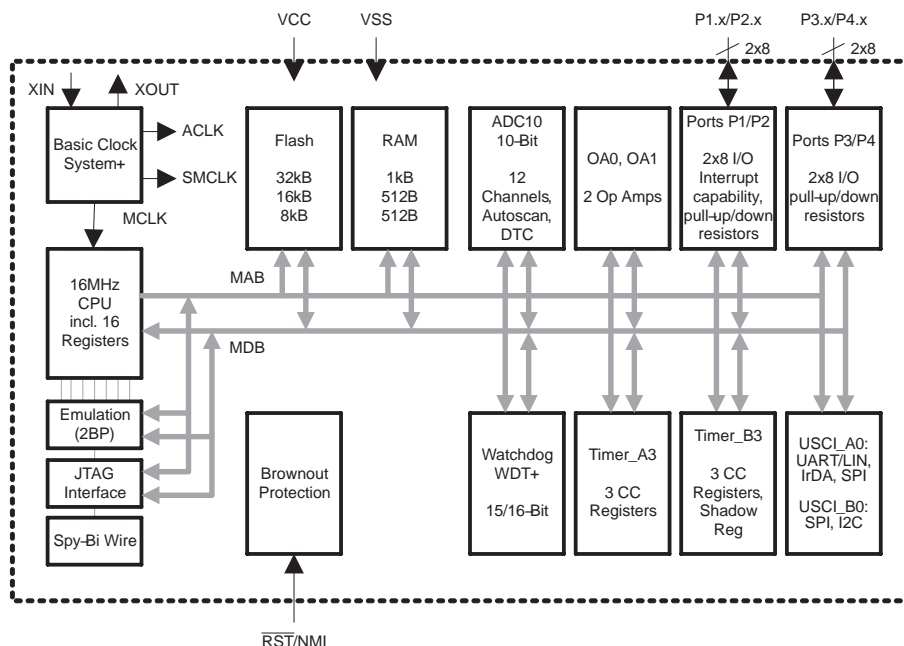 VCC
VSS
P1.x/P2.x
2x8
P3.x/P4.x
2x8
XIN
XOUT
Basic Clock
System+
ACLK
SMCLK
MCLK
Flash
32kB
16kB
8kB
RAM
1kB
512B
512B
ADC10
10-Bit
12
Channels,
Autoscan,
DTC
OA0, OA1
2 Op Amps
Ports P1/P2
2x8 I/O
Interrupt
capability,
pull-up/down
resistors
Ports P3/P4
2x8 I/O
pull-up/down
resistors
16MHz
CPU
incl. 16
Registers
MAB
MDB
Emulation
(2BP)
JTAG
Interface
Spy-Bi Wire
Brownout
Protection
Watchdog
WDT+
15/16-Bit
Timer_A3
3 CC
Registers
Timer_B3
3 CC
Registers,
Shadow
Reg
USCI_A0:
UART/LIN,
IrDA, SPI
USCI_B0:
SPI, I2C
RST/NMI